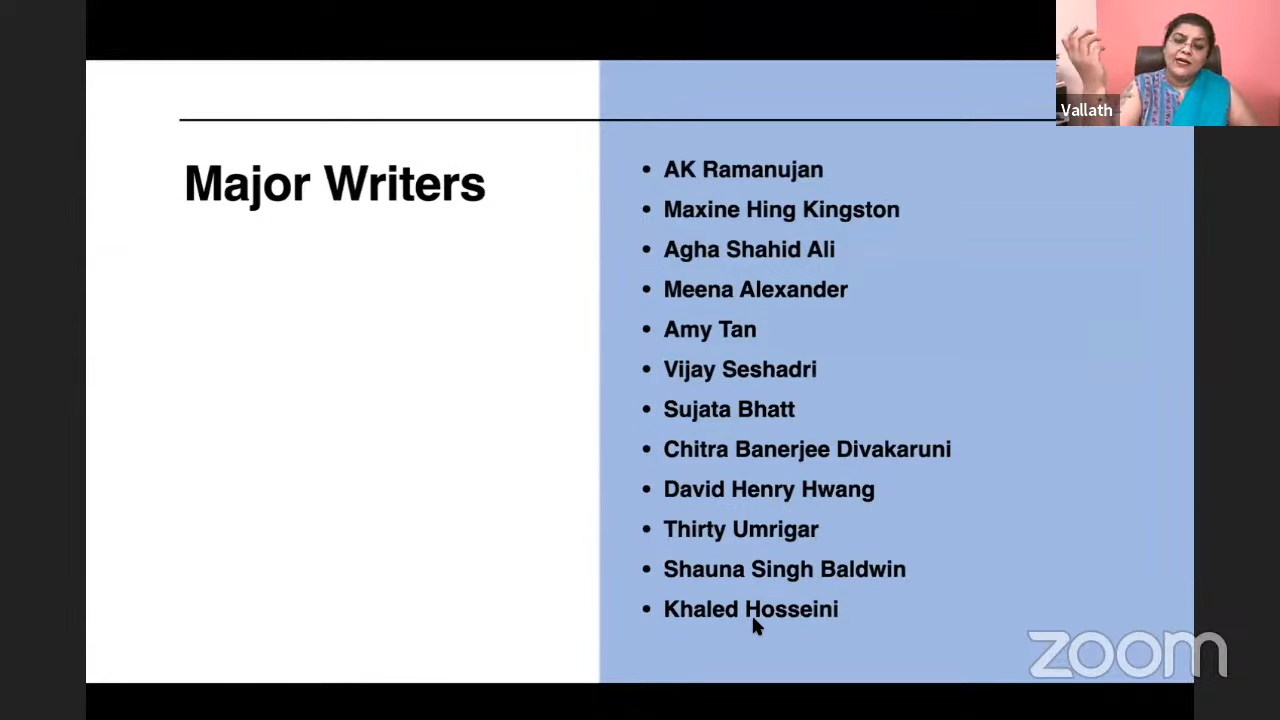 Vallath
Major Writers
• AK Ramanujan
• Maxine Hing Kingston
• Agha Shahid Ali
• Meena Alexander
• Amy Tan
• Vijay Seshadri
• Sujata Bhatt
• Chitra Banerjee Divakaruni
• David Henry Hwang
• Thirty Umrigar
• Shauna Singh Baldwin
• Khaled Hosseini
zoom